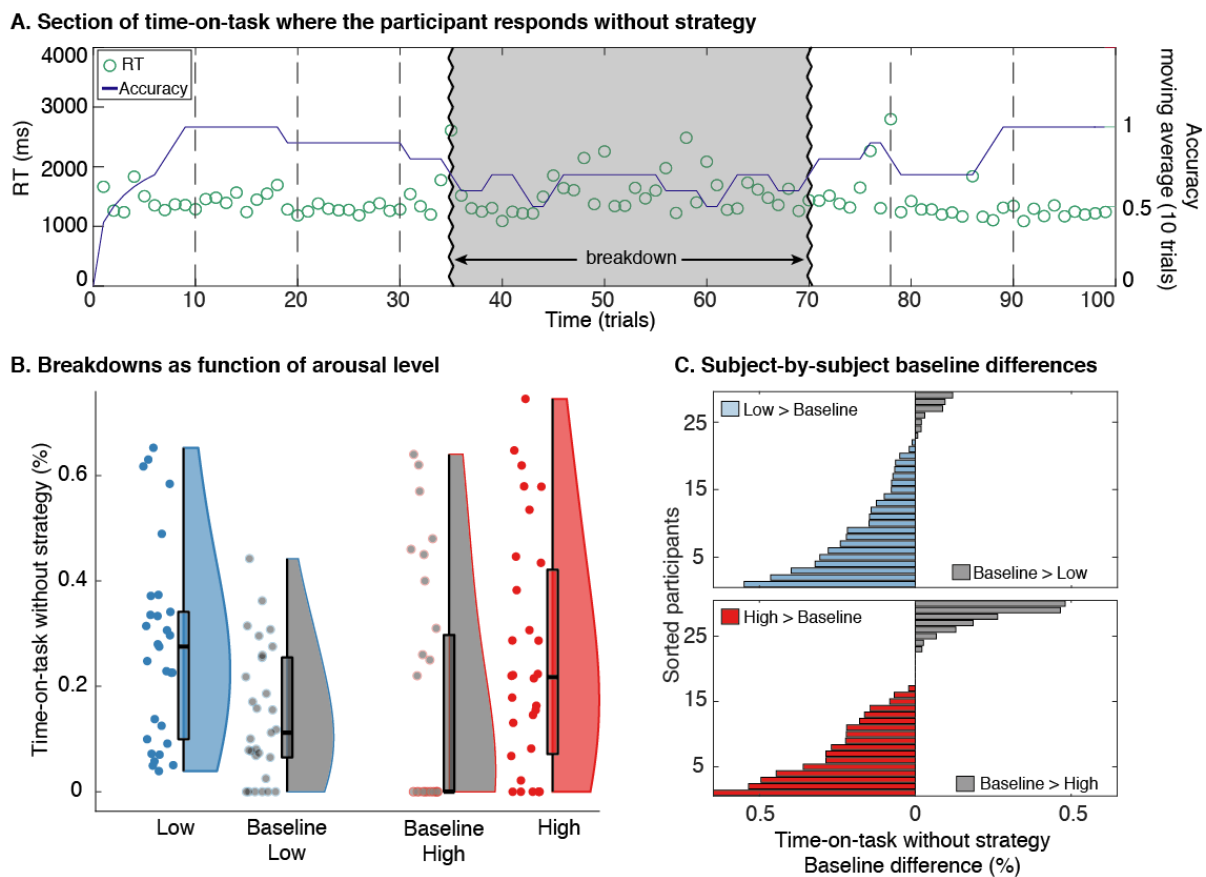 A. Section of time-on-task where the participant responds without strategy
4000
3000
2000
1000
0
RT (ms)
RT
Accuracy
breakdown
1
0.5
0
Accuracy
moving average (10 trials)
0 10 20 30 40 50 60 70 80 90 100
Time (trials)
B. Breakdowns as function of arousal level
Time-on-task without strategy (%)
0.6
0.4
0.2
0
Low
Baseline
Low
Baseline
High
High
C. Subject-by-subject baseline differences
Sorted participants
25
15
5
Low > Baseline
Baseline > Low
25
15
5
High > Baseline
Baseline > High
0.5 0 0.5
Time-on-task without strategy
Baseline difference (%)